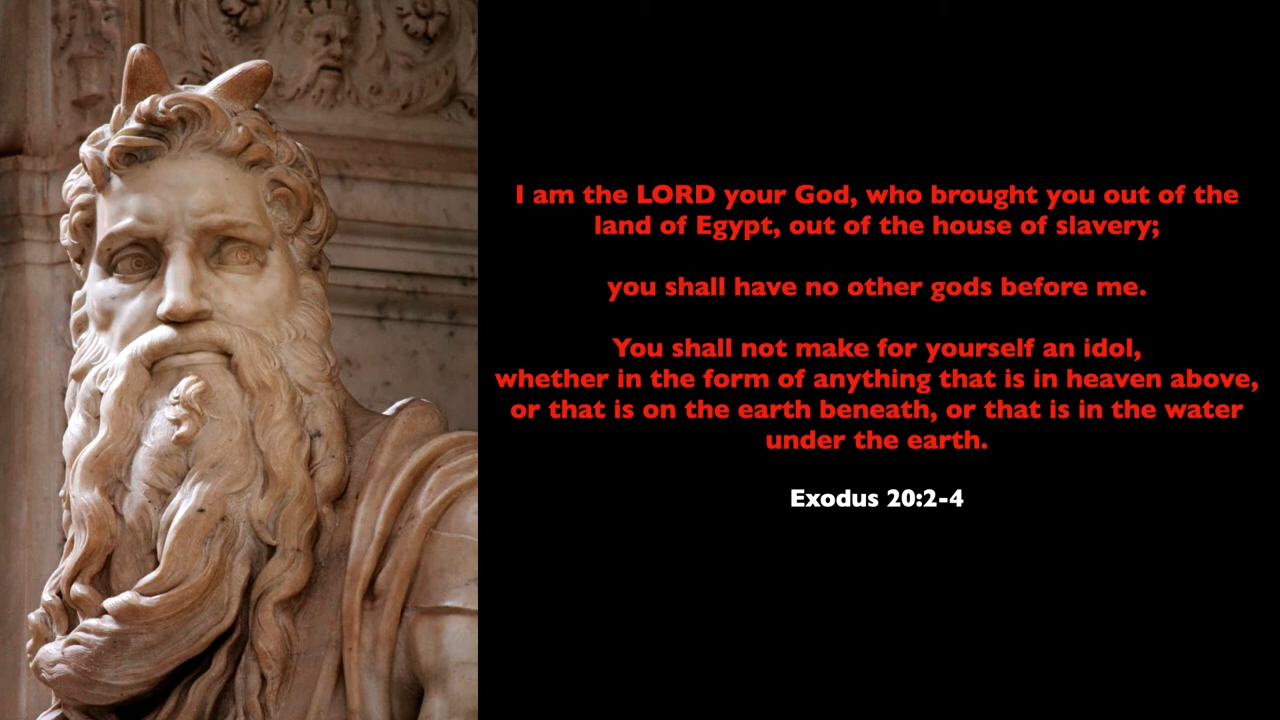 I am the LORD your God, who brought you out of the
land of Egypt, out of the house of slavery;
you shall have no other gods before me.
You shall not make for yourself an idol,
whether in the form of anything that is in heaven above,
or that is on the earth beneath, or that is in the water
under the earth.
Exodus 20:2-4